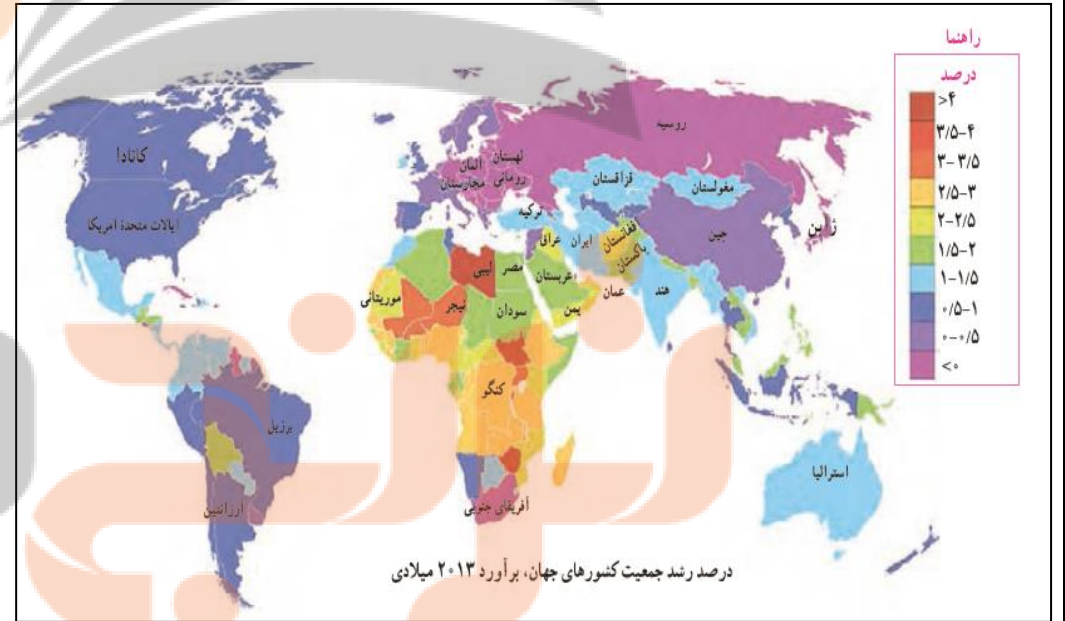 راهنما
درصد
>۴
۳/۵-۴
۳-۳/۵
۲/۵-۳
۲-۲/۵
۱/۵-۲
۱-۱/۵
۰/۵-۱
۰-۰/۵
<۰
کانادا
ایالات متحدۀ امریکا
روسیه
لهستان
آلمان
رومانی
مجارستان
قزاقستان
مغولستان
ترکیه
چین
ژاپن
افغانستان
ایران
عراق
پاکستان
مصر
لیبی
عربستان
هند
عمان
موریتانی
نیجر
سودان
یمن
کنگو
برزیل
استرالیا
آرژانتین
آفریقای جنوبی
درصد رشد جمعیت کشورهای جهان، برآورد ۲۰۱۳ میلادی